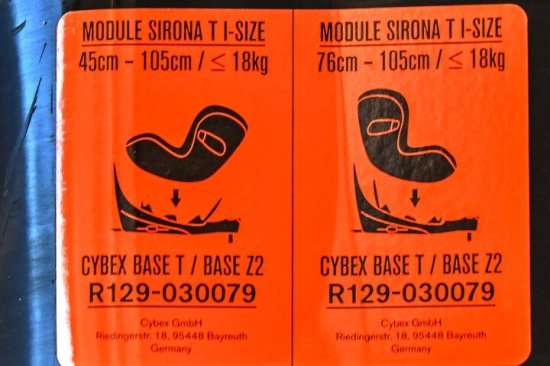 MODULE SIRONA T I-SIZE
45cm – 105cm / ≤ 18kg
CYBEX BASE T / BASE Z2
R129-030079
Cybex GmbH
Riedingerstr. 18, 95448 Bayreuth
Germany
MODULE SIRONA T I-SIZE
76cm – 105cm / ≤ 18kg
CYBEX BASE T / BASE Z2
R129-030079
Cybex GmbH
Riedingerstr. 18, 95448 Bayreuth
Germany